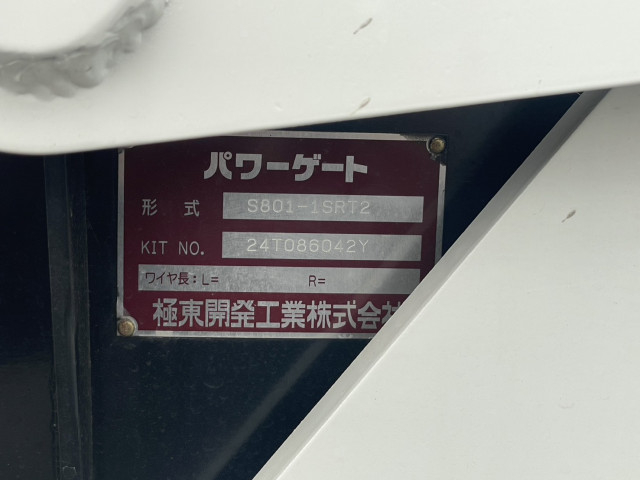 パワーゲート
形式 S801-1SRT2
KIT NO. 24T086042Y
ワイヤ長:L= R=
極東開発工業株式会社